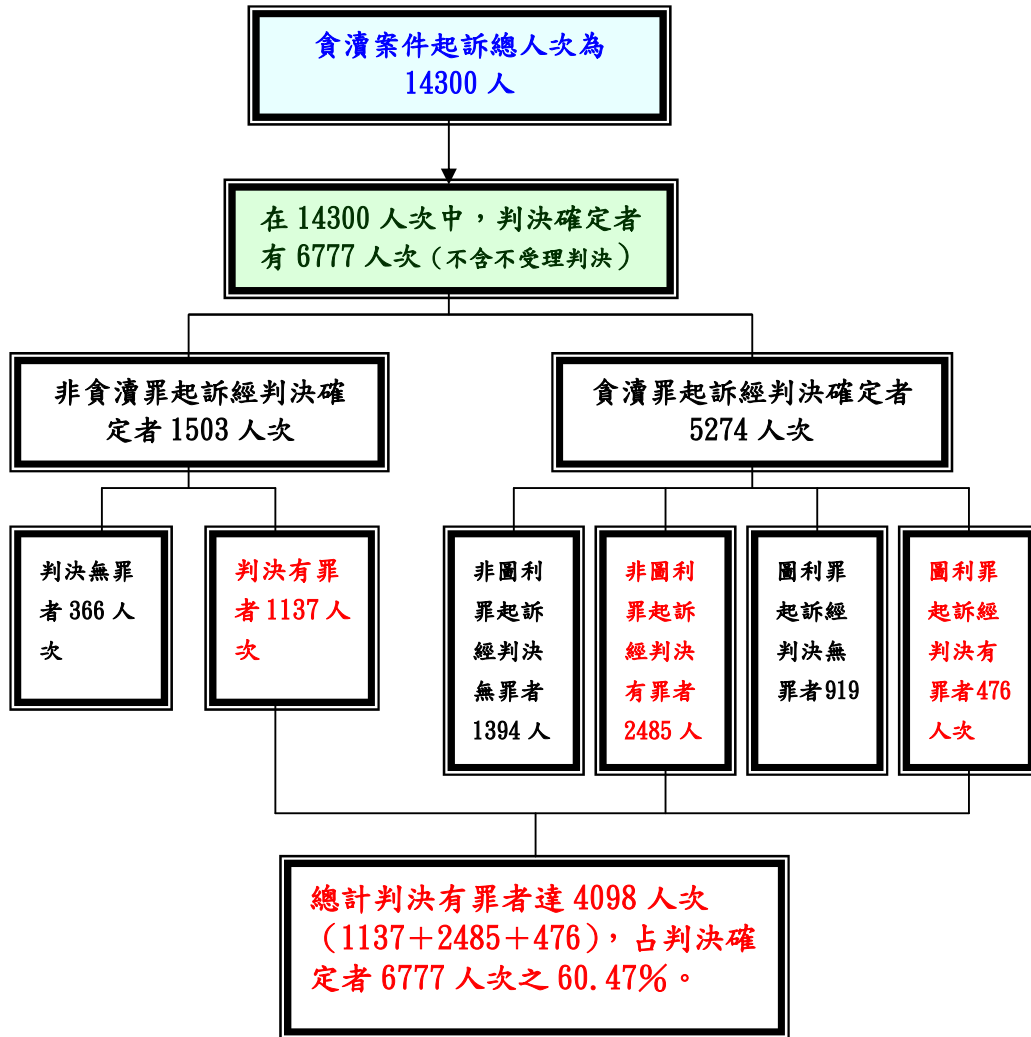 貪瀆案件起訴總人次為
14300 人
在 14300 人次中，判決確定者
有 6777 人次（不含不受理判決）
非貪瀆罪起訴經判決確
定者 1503 人次
貪瀆罪起訴經判決確定者
5274 人次
判決無罪
者 366 人
次
判決有罪
者 1137 人
次
非圖利
罪起訴
經判決
無罪者
1394 人
非圖利
罪起訴
經判決
有罪者
2485 人
圖利罪
起訴經
判決無
罪者 919
圖利罪
起訴經
判決有
罪者 476
人次
總計判決有罪者達 4098 人次
（1137＋2485＋476），占判決確
定者 6777 人次之 60.47%。